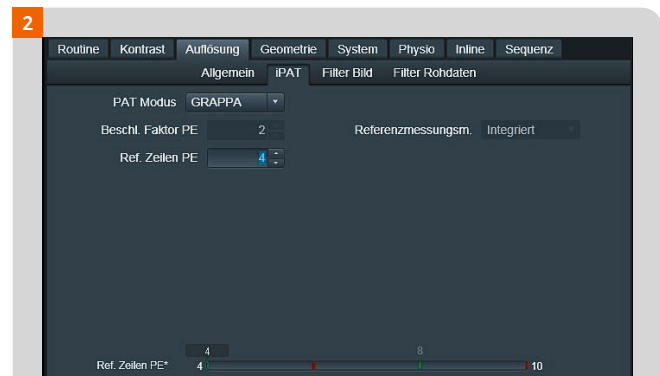 2
Routine Kontrast Auflösung Geometrie System Physio Inline Sequenz
Allgemein iPAT Filter Bild Filter Rohdaten
PAT Modus GRAPPA
Beschl. Faktor PE 2 Referenzmessungsm. Integriert
Ref. Zeilen PE 4
4 8
Ref. Zeilen PE* 4 10